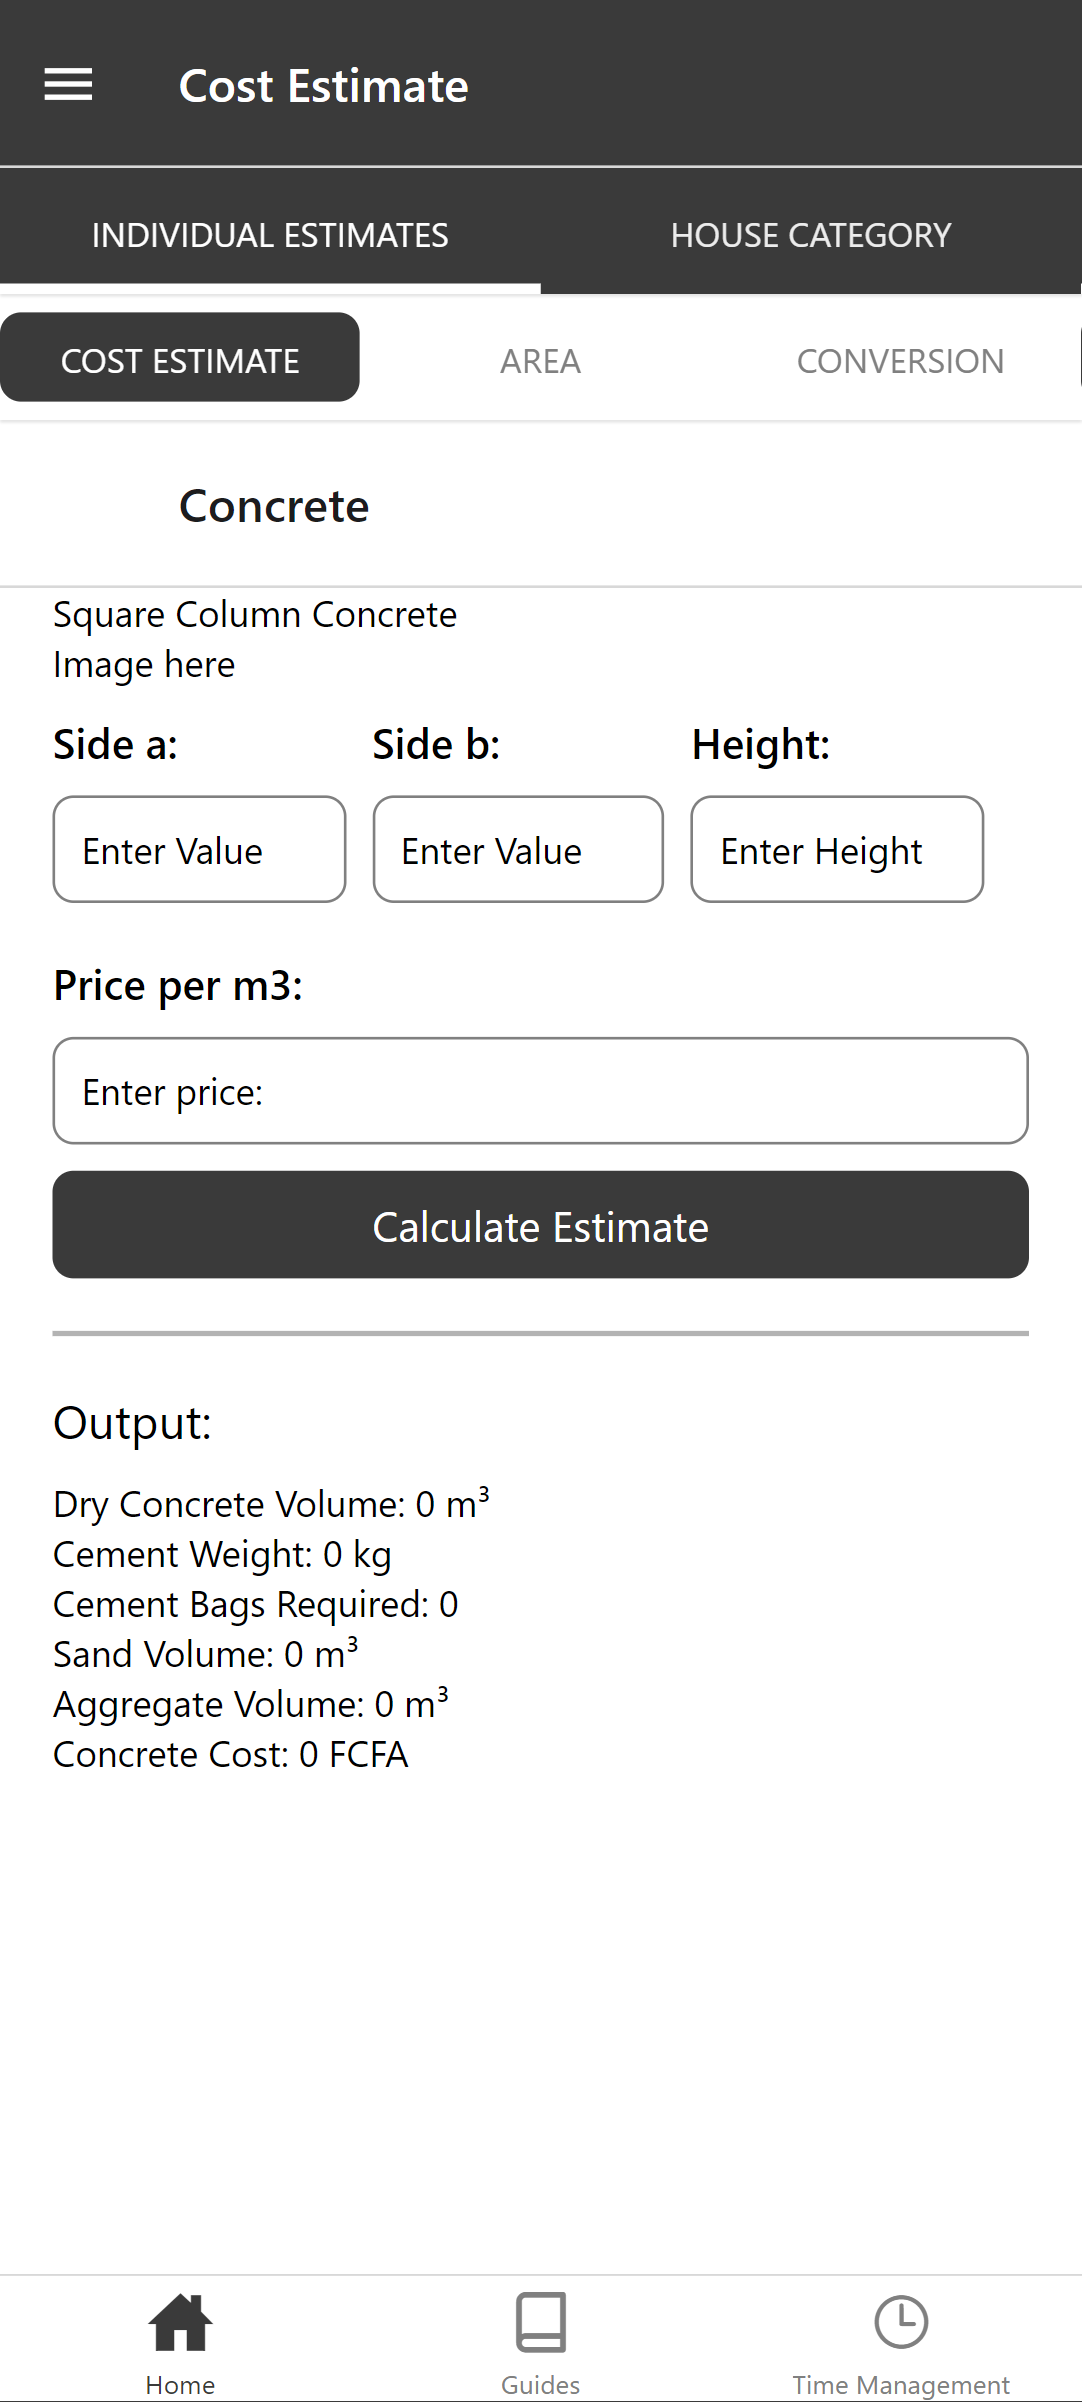 Cost Estimate
INDIVIDUAL ESTIMATES HOUSE CATEGORY
COST ESTIMATE AREA CONVERSION
Concrete
Square Column Concrete
Image here
Side a: Side b: Height:
Enter Value Enter Value Enter Height
Price per m3:
Enter price:
Calculate Estimate
Output:
Dry Concrete Volume: 0 m³
Cement Weight: 0 kg
Cement Bags Required: 0
Sand Volume: 0 m³
Aggregate Volume: 0 m³
Concrete Cost: 0 FCFA
Home Guides Time Management